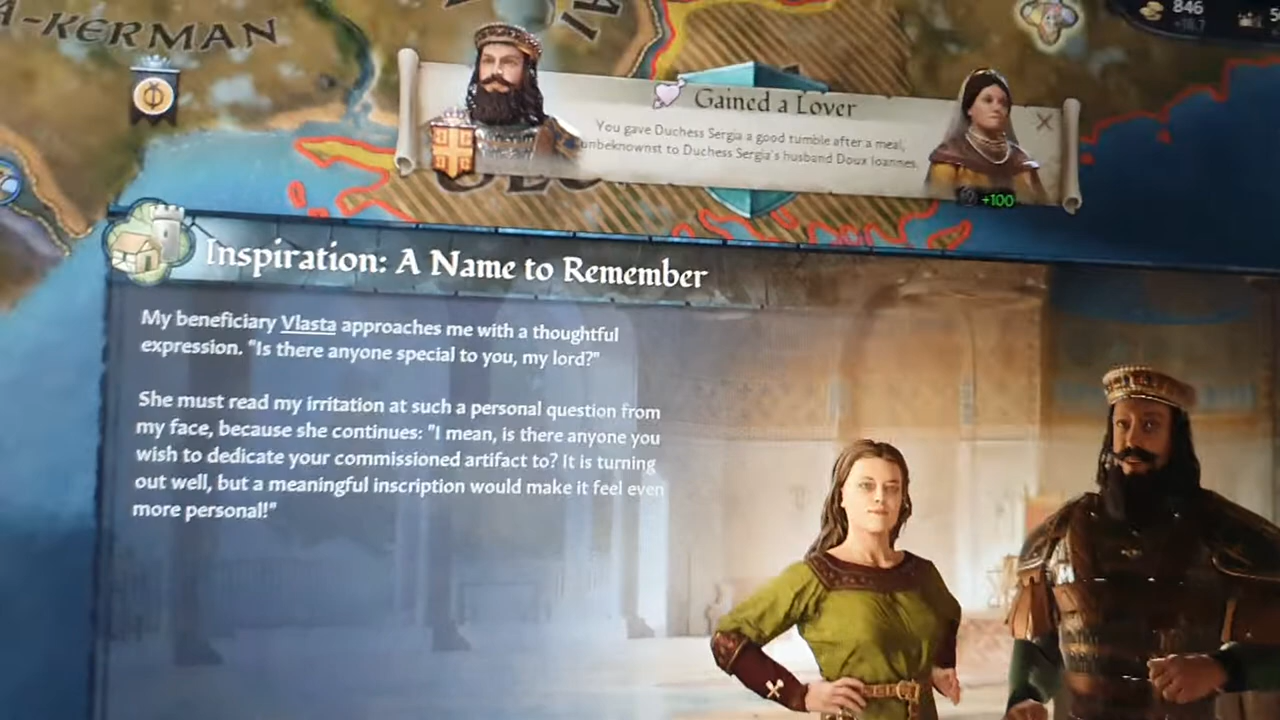 A-KERMAN
846
+18.7
Gained a Lover
You gave Duchess Sergia a good tumble after a meal,
unbeknownst to Duchess Sergia's husband Doux Ioannes.
+100
Inspiration: A Name to Remember
My beneficiary Vlasta approaches me with a thoughtful
expression. "Is there anyone special to you, my lord?"
She must read my irritation at such a personal question from
my face, because she continues: "I mean, is there anyone you
wish to dedicate your commissioned artifact to? It is turning
out well, but a meaningful inscription would make it feel even
more personal!"